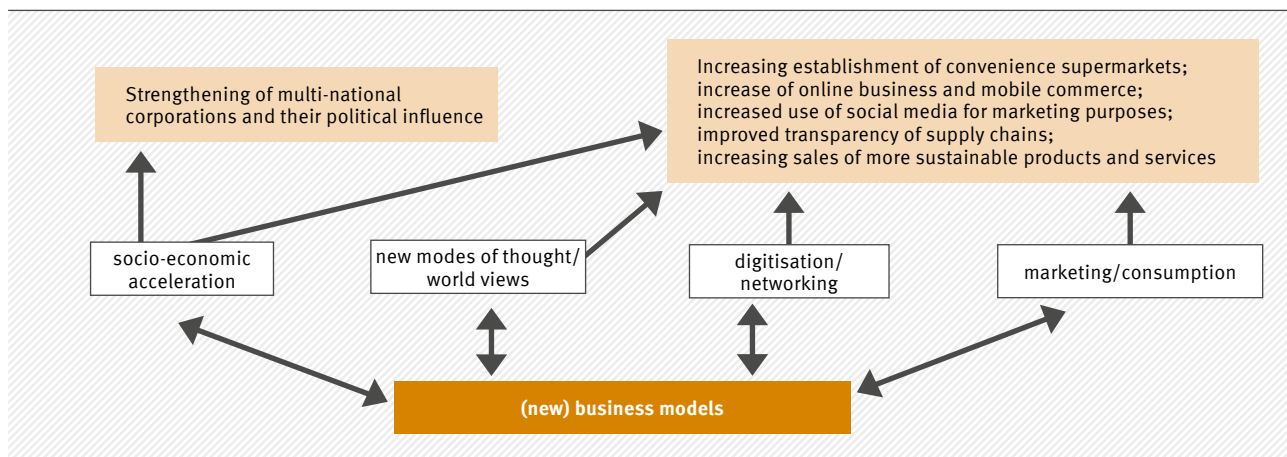 Strengthening of multi-national
corporations and their political influence
Increasing establishment of convenience supermarkets;
increase of online business and mobile commerce;
increased use of social media for marketing purposes;
improved transparency of supply chains;
increasing sales of more sustainable products and services
socio-economic
acceleration
new modes of thought/
world views
digitisation/
networking
marketing/consumption
(new) business models